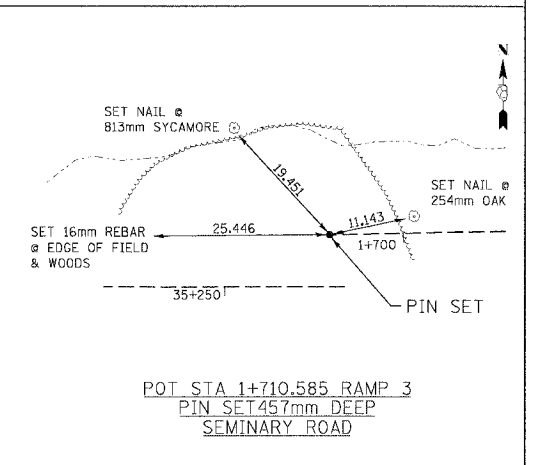 N
SET NAIL @
813mm SYCAMORE
19.451
SET NAIL @
254mm OAK
11.143
SET 16mm REBAR
@ EDGE OF FIELD
& WOODS
25.446
1+700
35+250
PIN SET
POT STA 1+710.585 RAMP 3
PIN SET457mm DEEP
SEMINARY ROAD